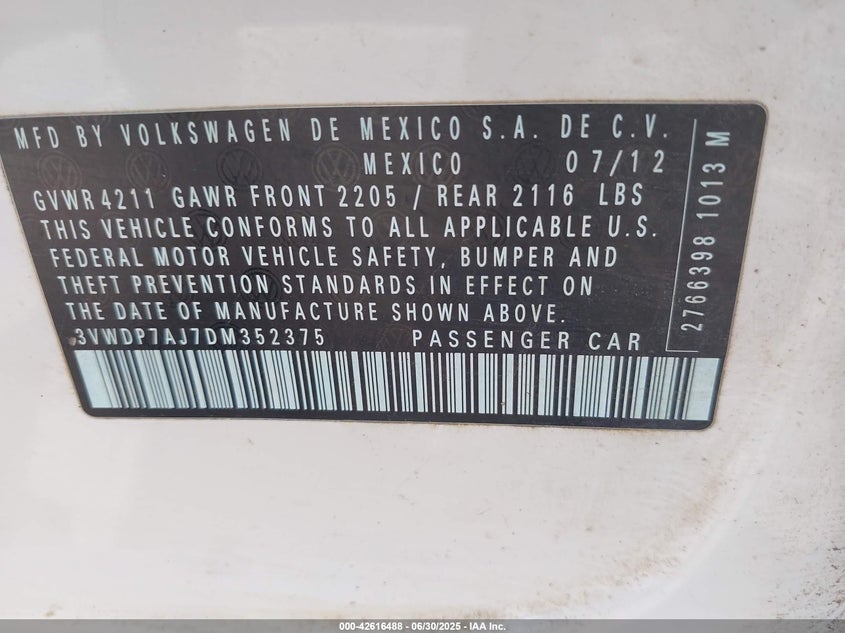 MFD BY VOLKSWAGEN DE MEXICO S.A. DE C.V.
MEXICO 07/12
GVWR 4211 GAWR FRONT 2205 / REAR 2116 LBS
THIS VEHICLE CONFORMS TO ALL APPLICABLE U.S.
FEDERAL MOTOR VEHICLE SAFETY, BUMPER AND
THEFT PREVENTION STANDARDS IN EFFECT ON
THE DATE OF MANUFACTURE SHOWN ABOVE.
3VWDP7AJ7DM352375 PASSENGER CAR
2766398 1013 M
000-42616488 - 06/30/2025 - IAA Inc.